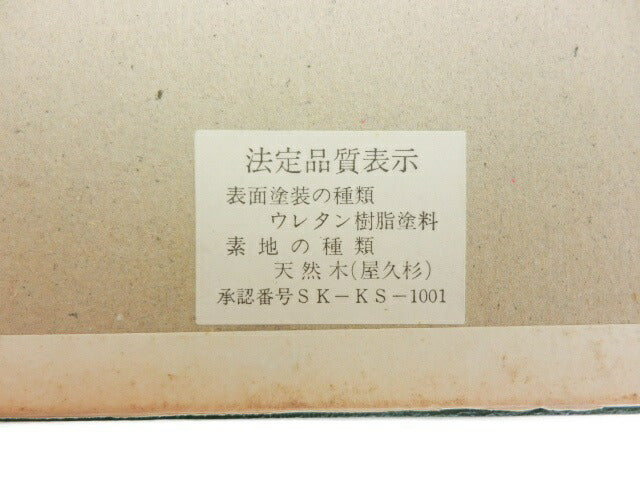 法定品質表示
表面塗装の種類
ウレタン樹脂塗料
素地の種類
天然木(屋久杉)
承認番号SK－KS－1001